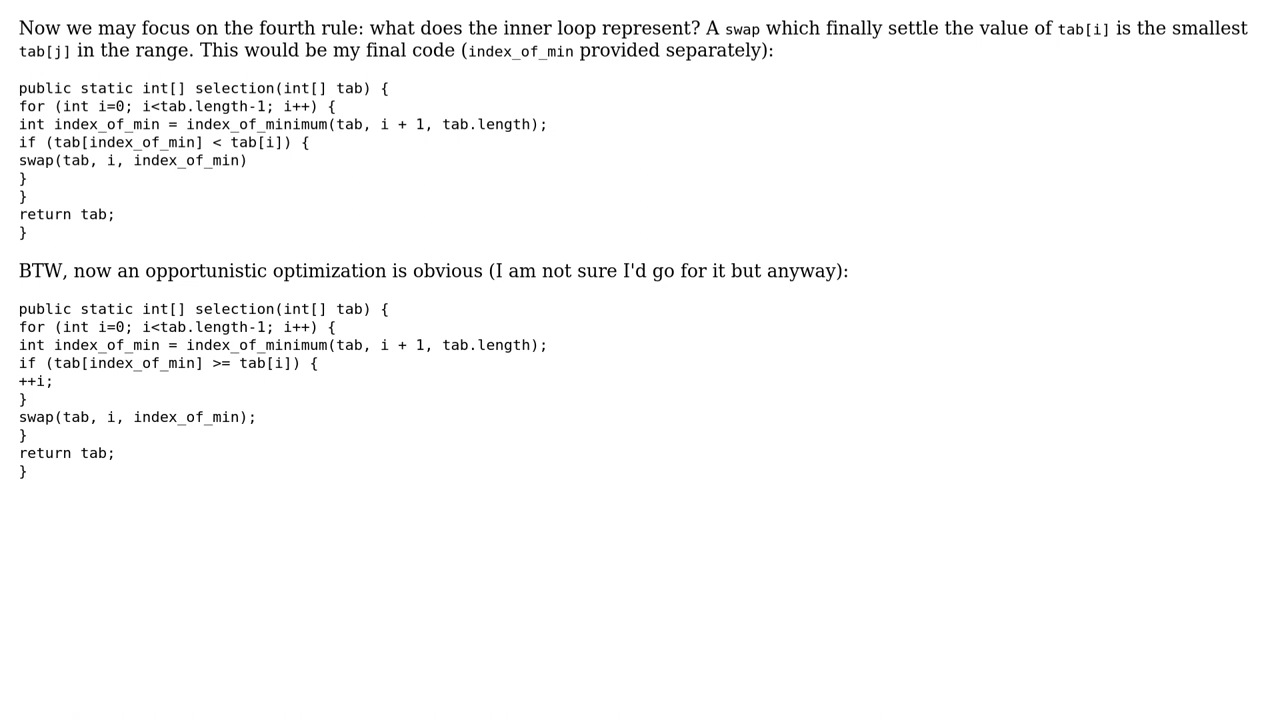 Now we may focus on the fourth rule: what does the inner loop represent? A swap which finally settle the value of tab[i] is the smallest
tab[j] in the range. This would be my final code (index_of_min provided separately):
public static int[] selection(int[] tab) {
for (int i=0; i<tab.length-1; i++) {
int index_of_min = index_of_minimum(tab, i + 1, tab.length);
if (tab[index_of_min] < tab[i]) {
swap(tab, i, index_of_min)
}
}
return tab;
}
BTW, now an opportunistic optimization is obvious (I am not sure I'd go for it but anyway):
public static int[] selection(int[] tab) {
for (int i=0; i<tab.length-1; i++) {
int index_of_min = index_of_minimum(tab, i + 1, tab.length);
if (tab[index_of_min] >= tab[i]) {
++i;
}
swap(tab, i, index_of_min);
}
return tab;
}